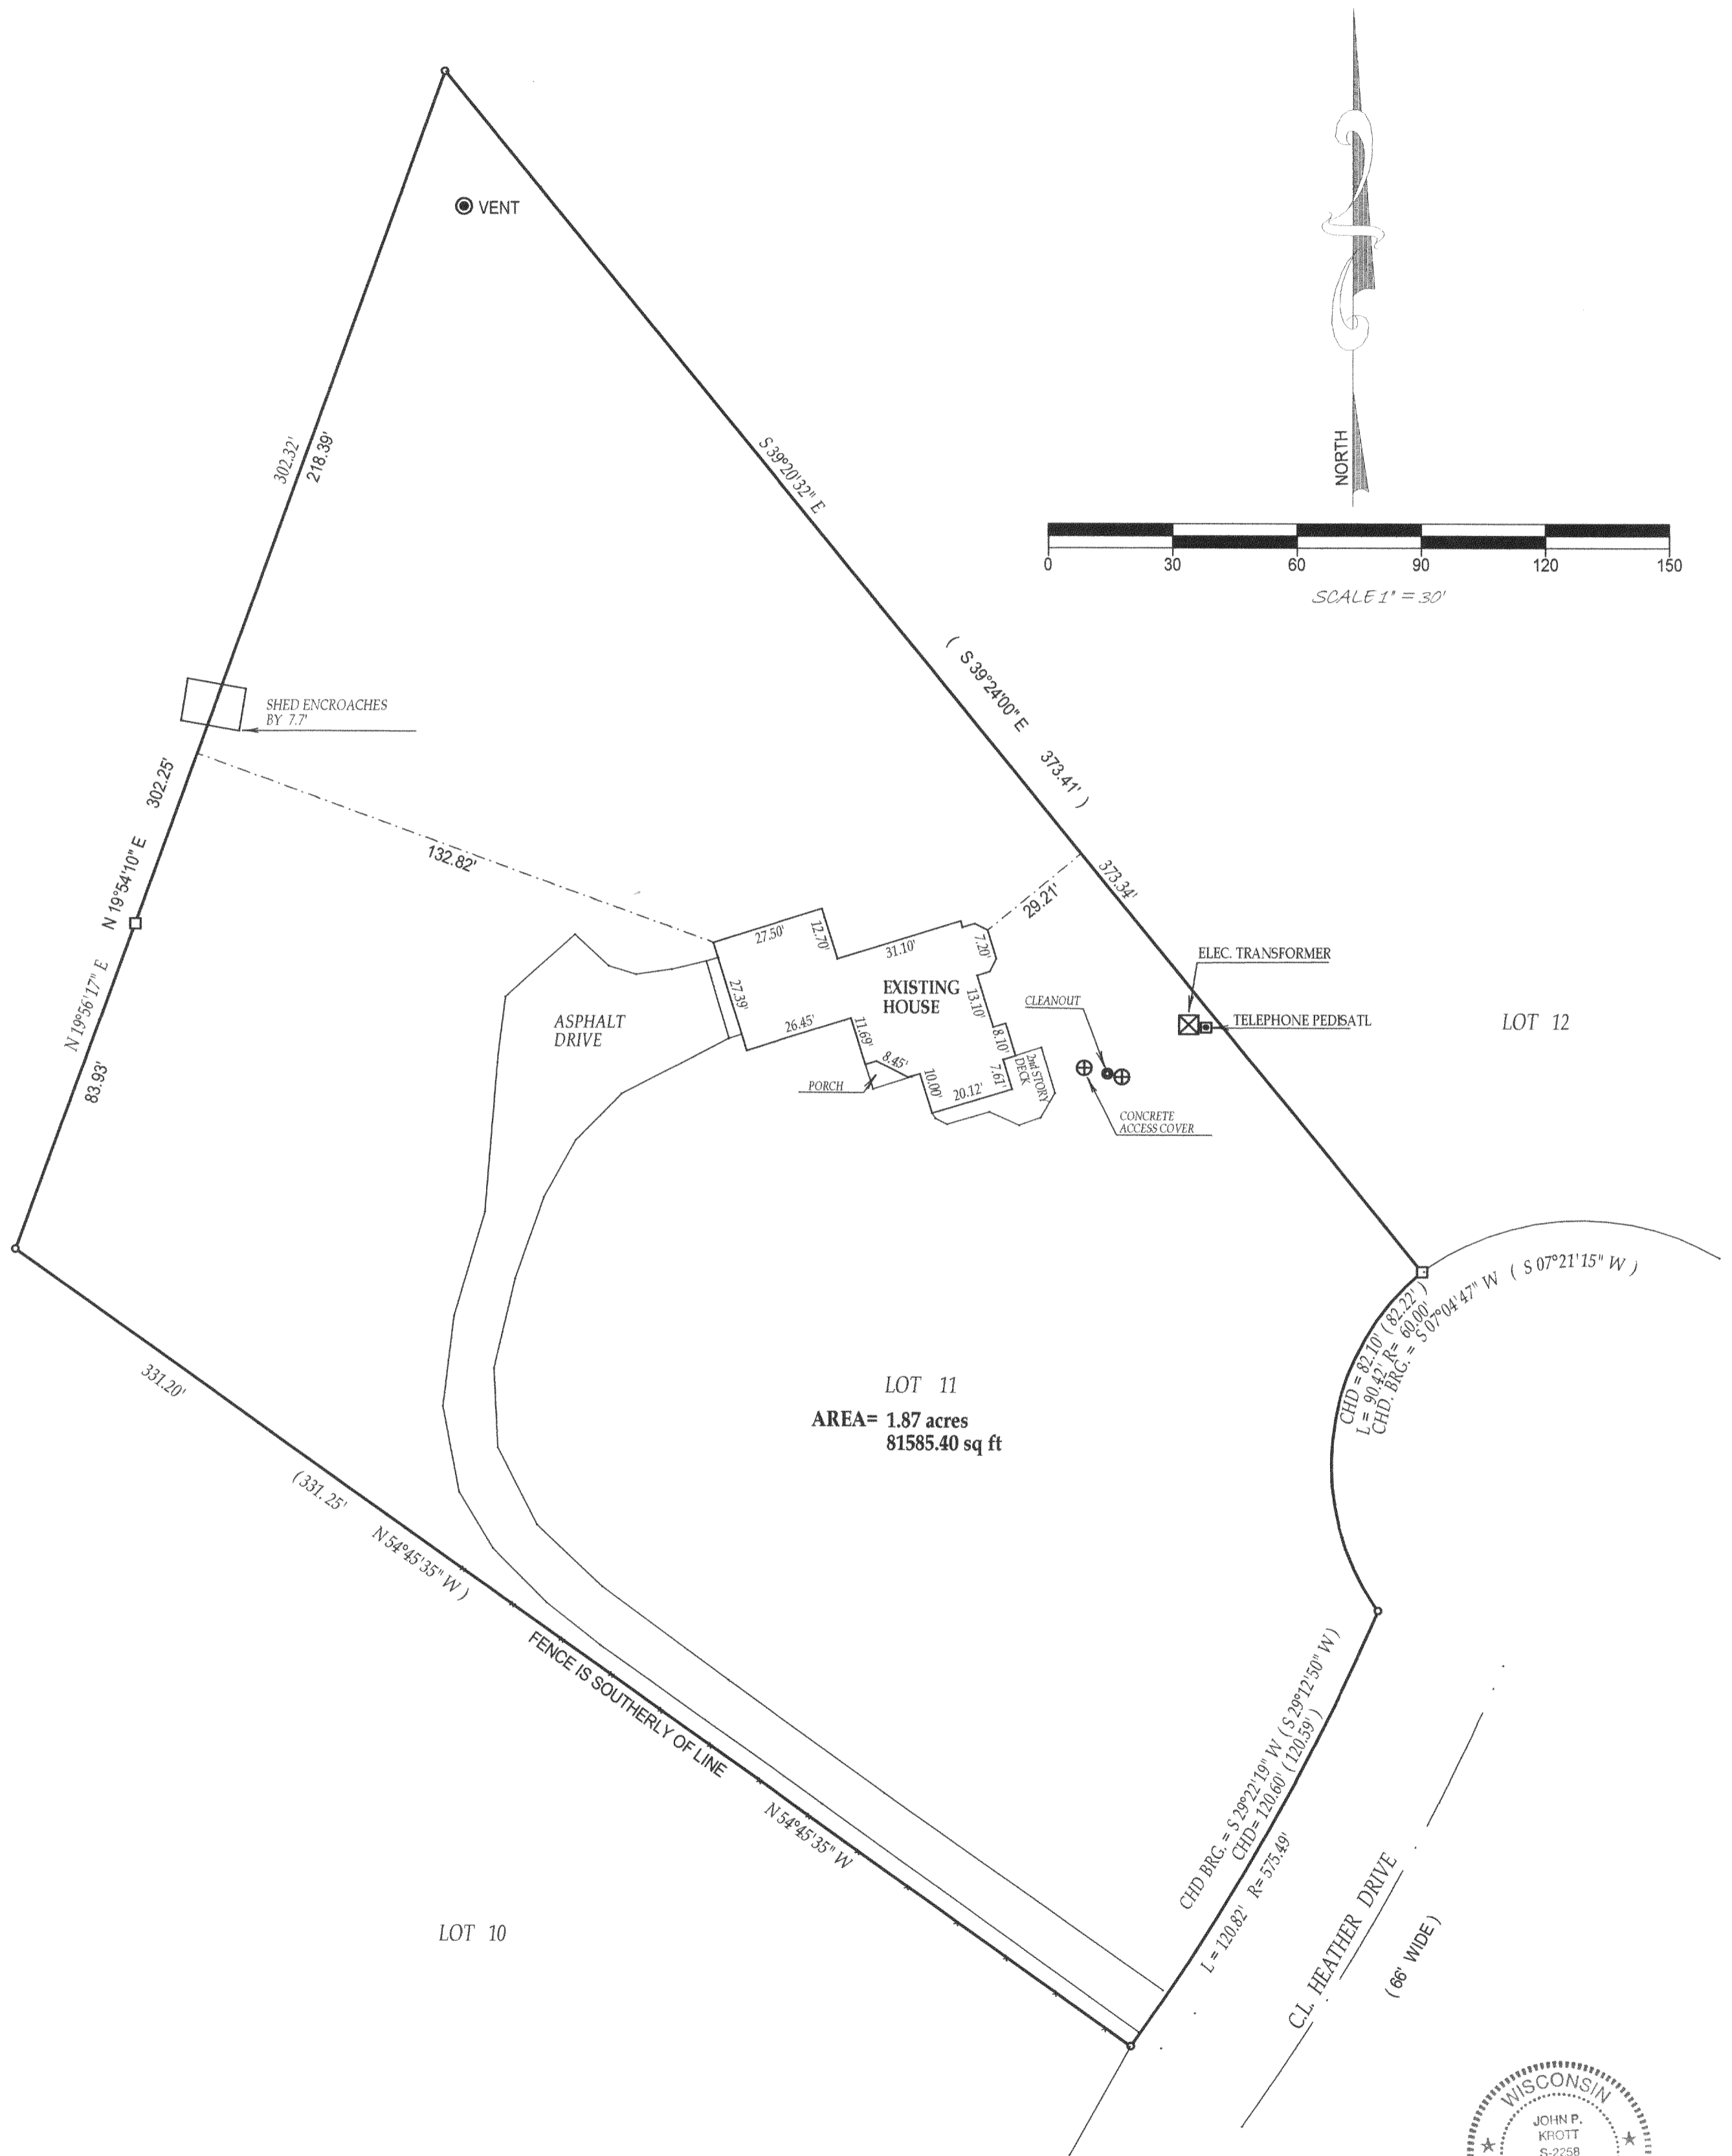 VENT
NORTH
302.32'
218.39'
S 39°20'32" E
0 30 60 90 120 150
SCALE 1" = 30'
( S 39°24'00" E 373.41' )
SHED ENCROACHES
BY 7.7'
N 19°54'10" E 302.25'
132.82'
373.34'
29.21'
27.50'
12.70'
31.10'
7.20'
ELEC. TRANSFORMER
EXISTING
HOUSE
27.39'
13.10'
CLEANOUT
N 19°56'17" E
83.93'
ASPHALT
DRIVE
26.45'
11.69'
8.10'
TELEPHONE PEDISATL
LOT 12
8.45'
PORCH
10.00'
20.12'
7.61'
2nd STORY
DECK
CONCRETE
ACCESS COVER
CHD = 82.10' ( 82.22' )
L = 90.42' R= 60.00'
CHD. BRG. = S 07°04'47" W ( S 07°21'15" W )
331.20'
LOT 11
AREA= 1.87 acres
81585.40 sq ft
( 331.25' N 54°45'35" W )
FENCE IS SOUTHERLY OF LINE
N 54°45'35" W
CHD BRG. = S 29°22'19" W ( S 29°12'50" W )
CHD= 120.60' ( 120.59' )
L = 120.82' R= 575.49'
C.L. HEATHER DRIVE
( 66' WIDE )
LOT 10
WISCONSIN
JOHN P.
KROTT
S-2258